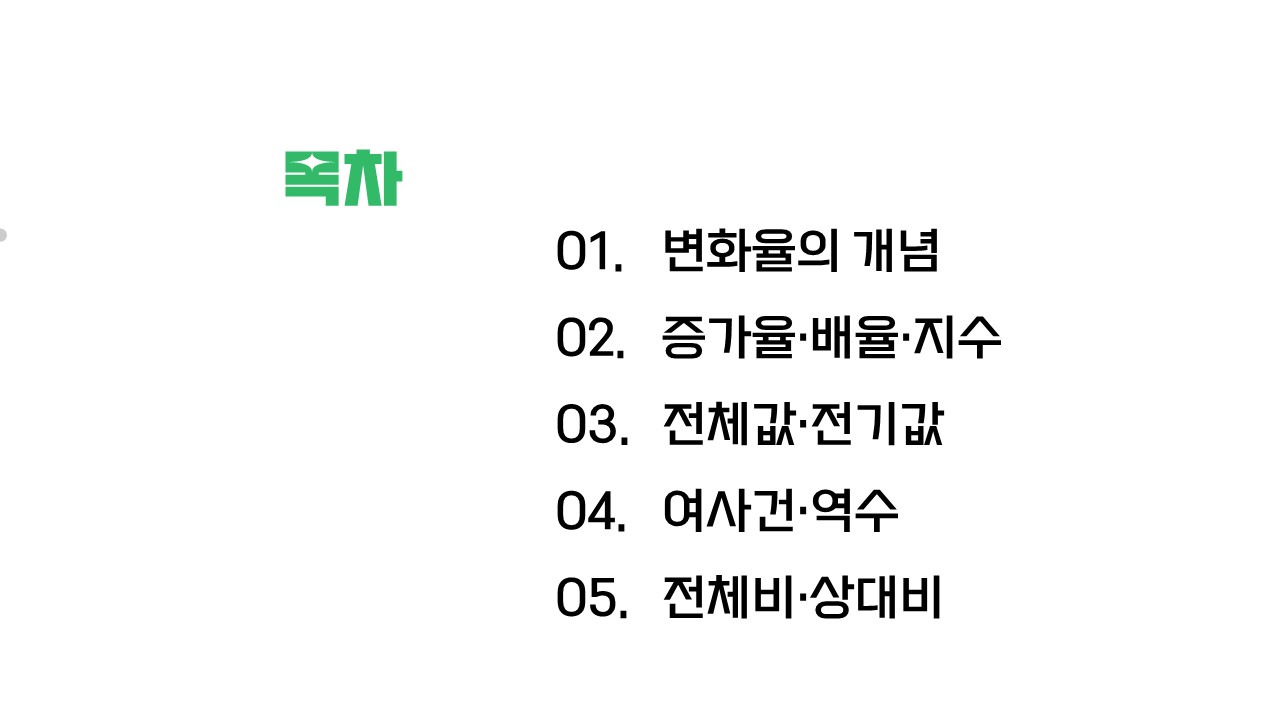 목차
01. 변화율의 개념
02. 증가율·배율·지수
03. 전체값·전기값
04. 여사건·역수
05. 전체비·상대비